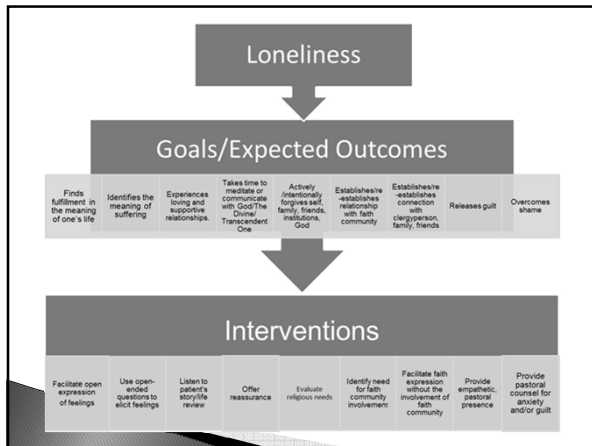 Loneliness
Goals/Expected Outcomes
Finds
fulfillment in
the meaning
of one's life
Identifies the
meaning of
suffering
Experiences
loving and
supportive
relationships.
Takes time to
meditate or
communicate
with God/The
Divine/
Transcendent
One
Actively
/intentionally
forgives self,
family, friends,
institutions,
God
Establishes/re
-establishes
relationship
with faith
community
Establishes/re
-establishes
connection
with
clergyperson,
family, friends
Releases guilt
Overcomes
shame
Interventions
Facilitate open
expression
of feelings
Use open-
ended
questions to
elicit feelings
Listen to
patient's
story/life
review
Offer
reassurance
Evaluate
religious needs
Identify need
for faith
community
involvement
Facilitate faith
expression
without the
involvement of
faith
community
Provide
empathetic,
pastoral
presence
Provide
pastoral
counsel for
anxiety
and/or guilt